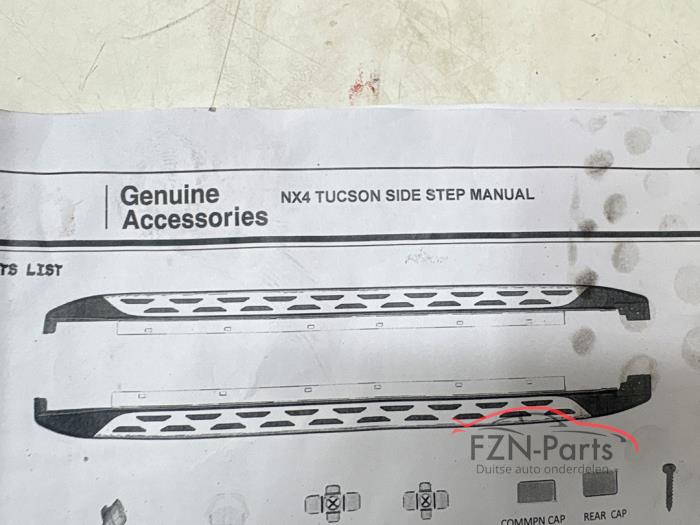 Genuine
Accessories
NX4 TUCSON SIDE STEP MANUAL
TS LIST
FZN-Parts
Duitse auto onderdelen
COMMPN CAP
REAR CAP